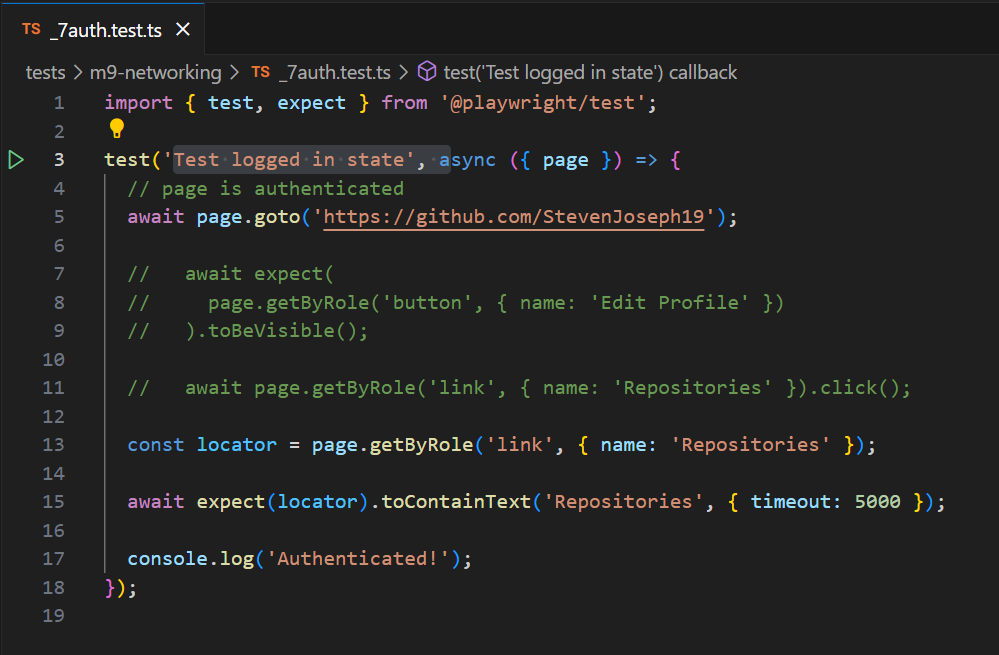 TS _7auth.test.ts ×
tests > m9-networking > TS _7auth.test.ts > test('Test logged in state') callback
1 import { test, expect } from '@playwright/test';
2
3 test('Test·logged·in·state',·async ({ page }) => {
4   // page is authenticated
5   await page.goto('https://github.com/StevenJoseph19');
6
7   //   await expect(
8   //     page.getByRole('button', { name: 'Edit Profile' })
9   //   ).toBeVisible();
10
11   //   await page.getByRole('link', { name: 'Repositories' }).click();
12
13   const locator = page.getByRole('link', { name: 'Repositories' });
14
15   await expect(locator).toContainText('Repositories', { timeout: 5000 });
16
17   console.log('Authenticated!');
18 });
19